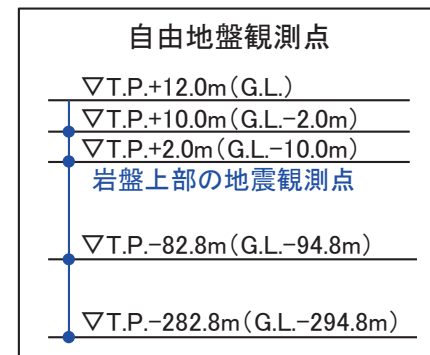 自由地盤観測点
▽T.P.+12.0m(G.L.)
▽T.P.+10.0m(G.L.-2.0m)
▽T.P.+2.0m(G.L.-10.0m)
岩盤上部の地震観測点
▽T.P.-82.8m(G.L.-94.8m)
▽T.P.-282.8m(G.L.-294.8m)